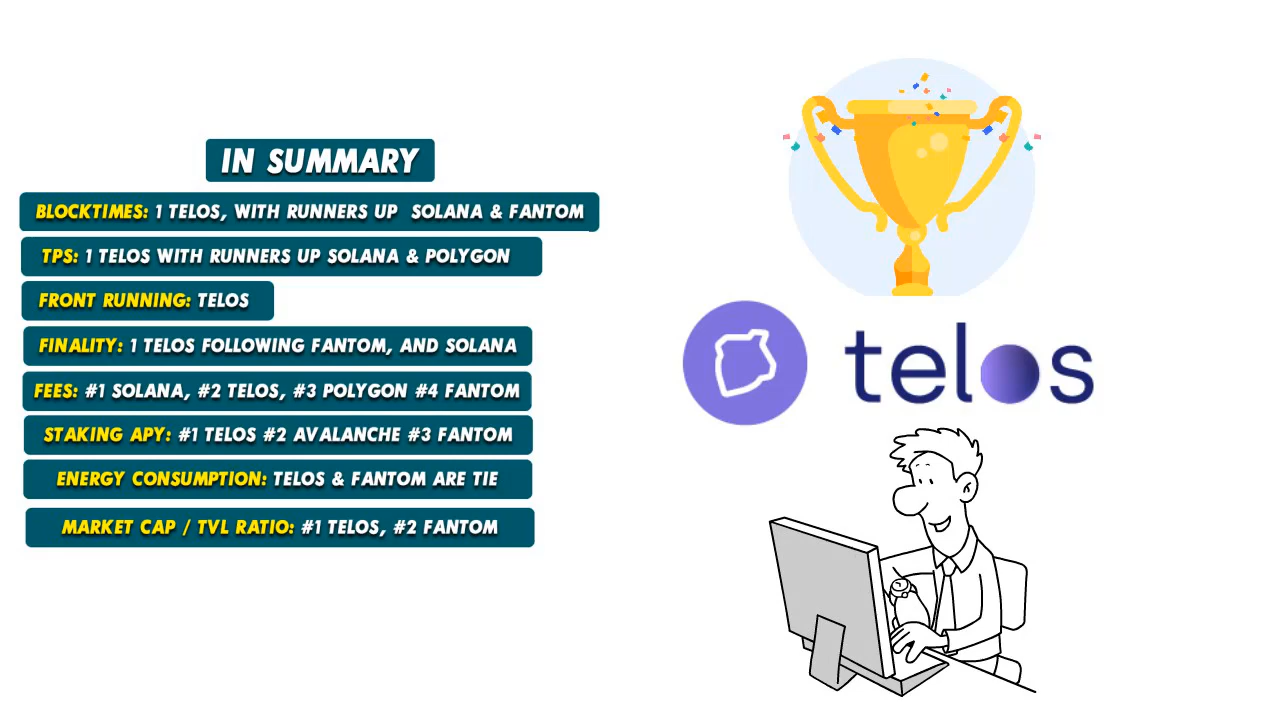 IN SUMMARY
BLOCKTIMES: 1 TELOS, WITH RUNNERS UP SOLANA & FANTOM
TPS: 1 TELOS WITH RUNNERS UP SOLANA & POLYGON
FRONT RUNNING: TELOS
FINALITY: 1 TELOS FOLLOWING FANTOM, AND SOLANA
FEES: #1 SOLANA, #2 TELOS, #3 POLYGON #4 FANTOM
STAKING APY: #1 TELOS #2 AVALANCHE #3 FANTOM
ENERGY CONSUMPTION: TELOS & FANTOM ARE TIE
MARKET CAP / TVL RATIO: #1 TELOS, #2 FANTOM
telos